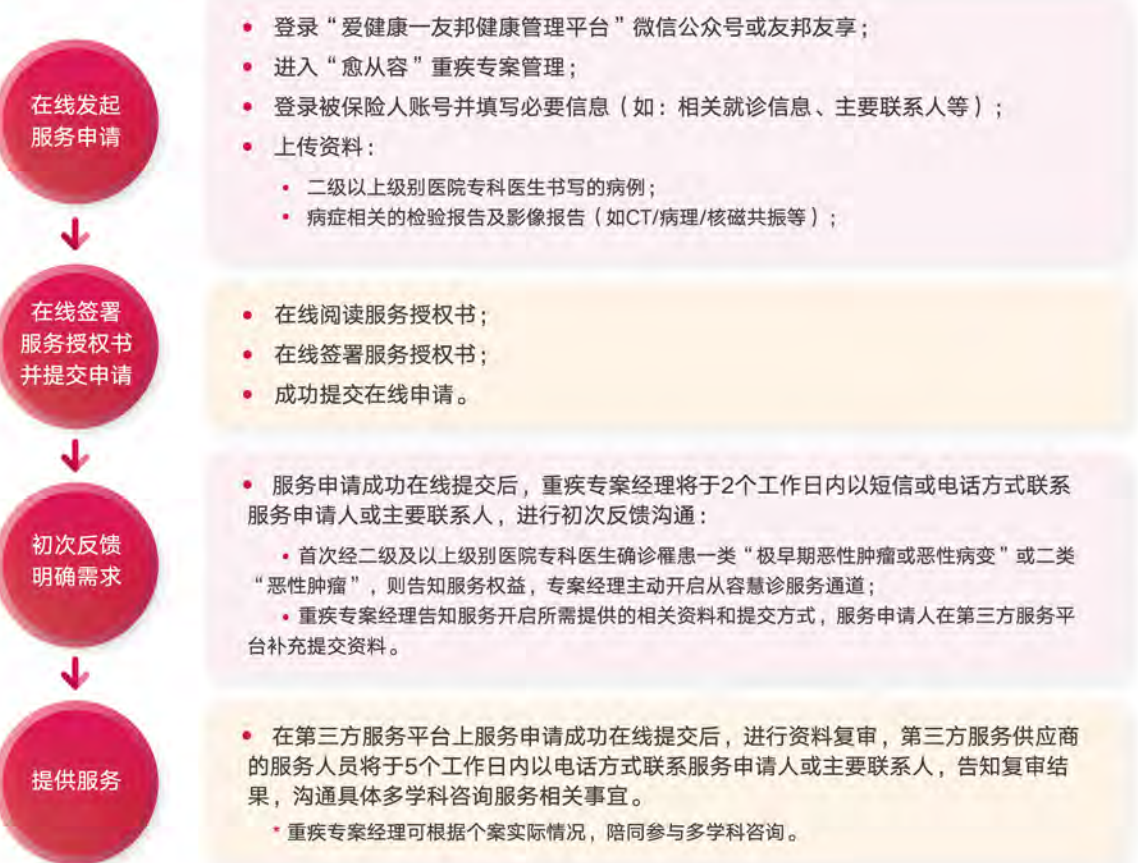 在线发起
服务申请
• 登录“爱健康一友邦健康管理平台”微信公众号或友邦友享；
• 进入“愈从容”重疾专案管理；
• 登录被保险人账号并填写必要信息（如：相关就诊信息、主要联系人等）；
• 上传资料：
• 二级以上级别医院专科医生书写的病例；
• 病症相关的检验报告及影像报告（如CT/病理/核磁共振等）；
在线签署
服务授权书
并提交申请
• 在线阅读服务授权书；
• 在线签署服务授权书；
• 成功提交在线申请。
初次反馈
明确需求
• 服务申请成功在线提交后，重疾专案经理将于2个工作日内以短信或电话方式联系
服务申请人或主要联系人，进行初次反馈沟通：
• 首次经二级及以上级别医院专科医生确诊罹患一类“极早期恶性肿瘤或恶性病变”或二类
“恶性肿瘤”，则告知服务权益，专案经理主动开启从容慧诊服务通道；
• 重疾专案经理告知服务开启所需提供的相关资料和提交方式，服务申请人在第三方服务平
台补充提交资料。
提供服务
• 在第三方服务平台上服务申请成功在线提交后，进行资料复审，第三方服务供应商
的服务人员将于5个工作日内以电话方式联系服务申请人或主要联系人，告知复审结
果，沟通具体多学科咨询服务相关事宜。
* 重疾专案经理可根据个案实际情况，陪同参与多学科咨询。